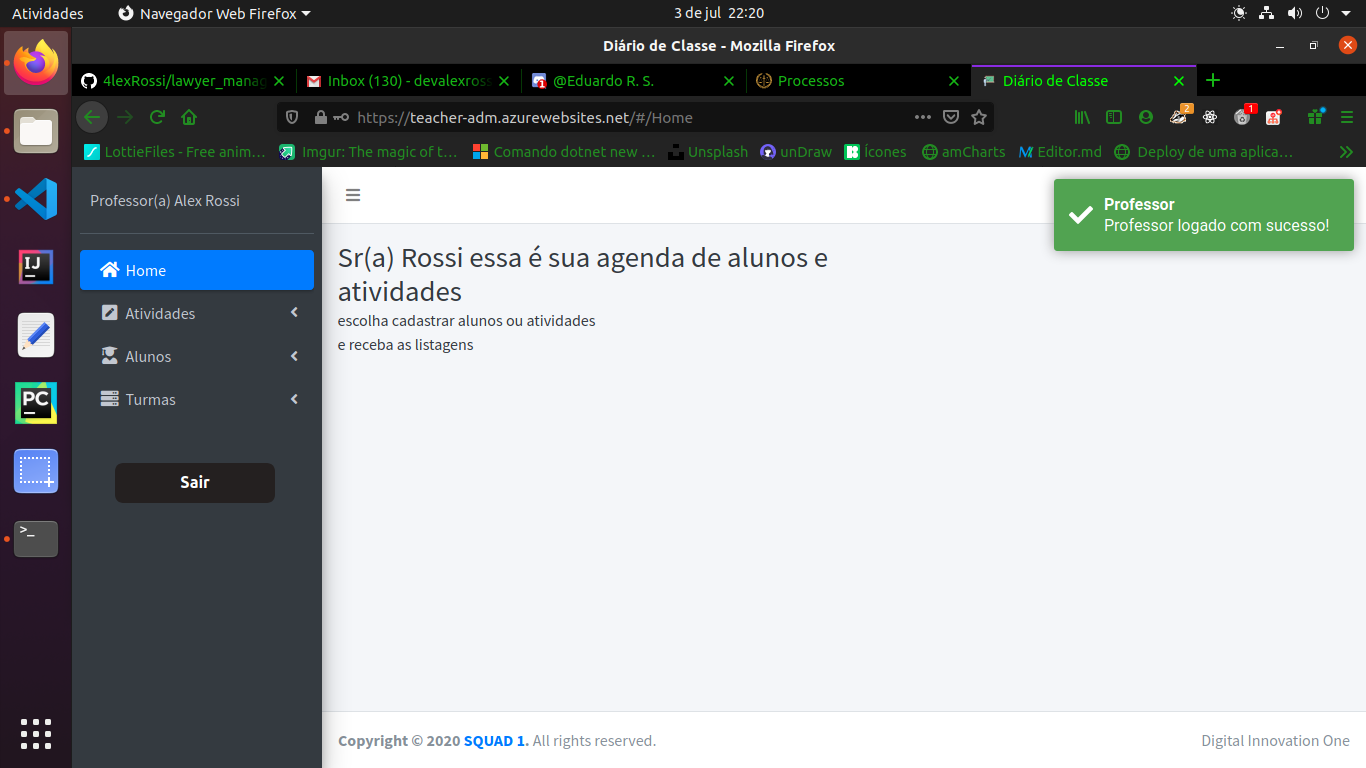 Atividades
Navegador Web Firefox
3 de jul 22:20
Diário de Classe - Mozilla Firefox
4lexRossi/lawyer_manag
Inbox (130) - devalexross
@Eduardo R. S.
Processos
Diário de Classe
https://teacher-adm.azurewebsites.net/#/Home
2
1
LottieFiles - Free anim…
Imgur: The magic of t…
Comando dotnet new …
Unsplash
unDraw
Ícones
amCharts
Editor.md
Deploy de uma aplica…
Professor(a) Alex Rossi
Home
Atividades
Alunos
Turmas
Sair
Professor
Professor logado com sucesso!
Sr(a) Rossi essa é sua agenda de alunos e
atividades
escolha cadastrar alunos ou atividades
e receba as listagens
IJ
PC
>_
Copyright © 2020 SQUAD 1. All rights reserved.
Digital Innovation One